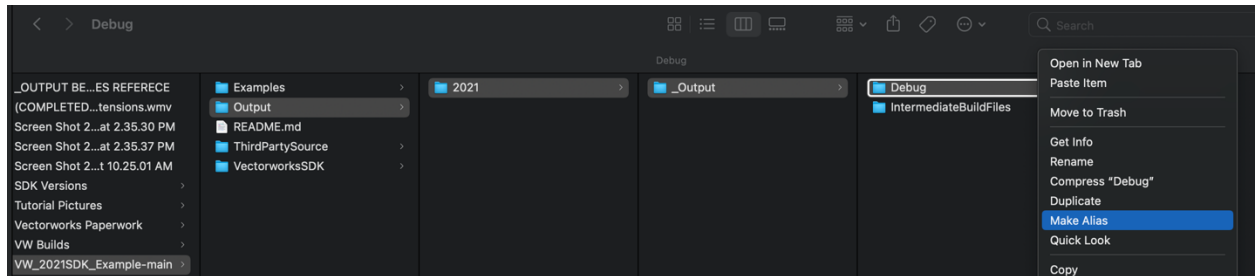 Debug
Search
Debug
_OUTPUT BE...ES REFERECE
(COMPLETED...tensions.wmv
Screen Shot 2...at 2.35.30 PM
Screen Shot 2...at 2.35.37 PM
Screen Shot 2...t 10.25.01 AM
SDK Versions
Tutorial Pictures
Vectorworks Paperwork
VW Builds
VW_2021SDK_Example-main
Examples
Output
README.md
ThirdPartySource
VectorworksSDK
2021
_Output
Debug
IntermediateBuildFiles
Open in New Tab
Paste Item
Move to Trash
Get Info
Rename
Compress “Debug”
Duplicate
Make Alias
Quick Look
Copy